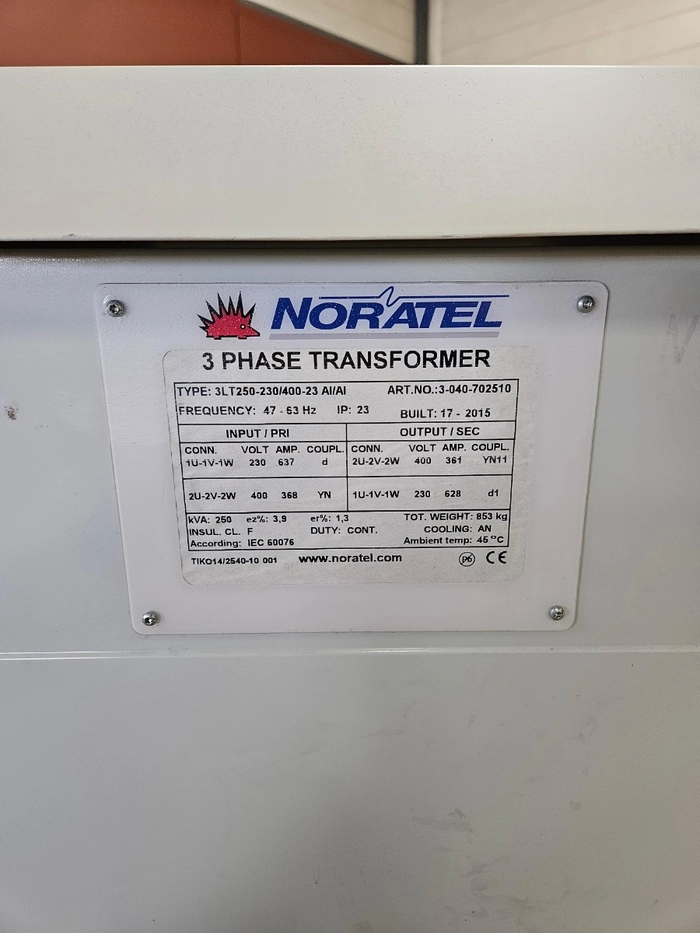 NORATEL
3 PHASE TRANSFORMER
TYPE: 3LT250-230/400-23 Al/Al ART.NO.:3-040-702510
FREQUENCY: 47 - 63 Hz IP: 23 BUILT: 17 - 2015
INPUT / PRI OUTPUT / SEC
CONN. VOLT AMP. COUPL. CONN. VOLT AMP. COUPL.
1U-1V-1W 230 637 d 2U-2V-2W 400 361 YN11
2U-2V-2W 400 368 YN 1U-1V-1W 230 628 d1
kVA: 250 ez%: 3,9 er%: 1,3 TOT. WEIGHT: 853 kg
INSUL. CL. F DUTY: CONT. COOLING: AN
According: IEC 60076 Ambient temp: 45 °C
TIKO14/2540-10 001 www.noratel.com P6 CE